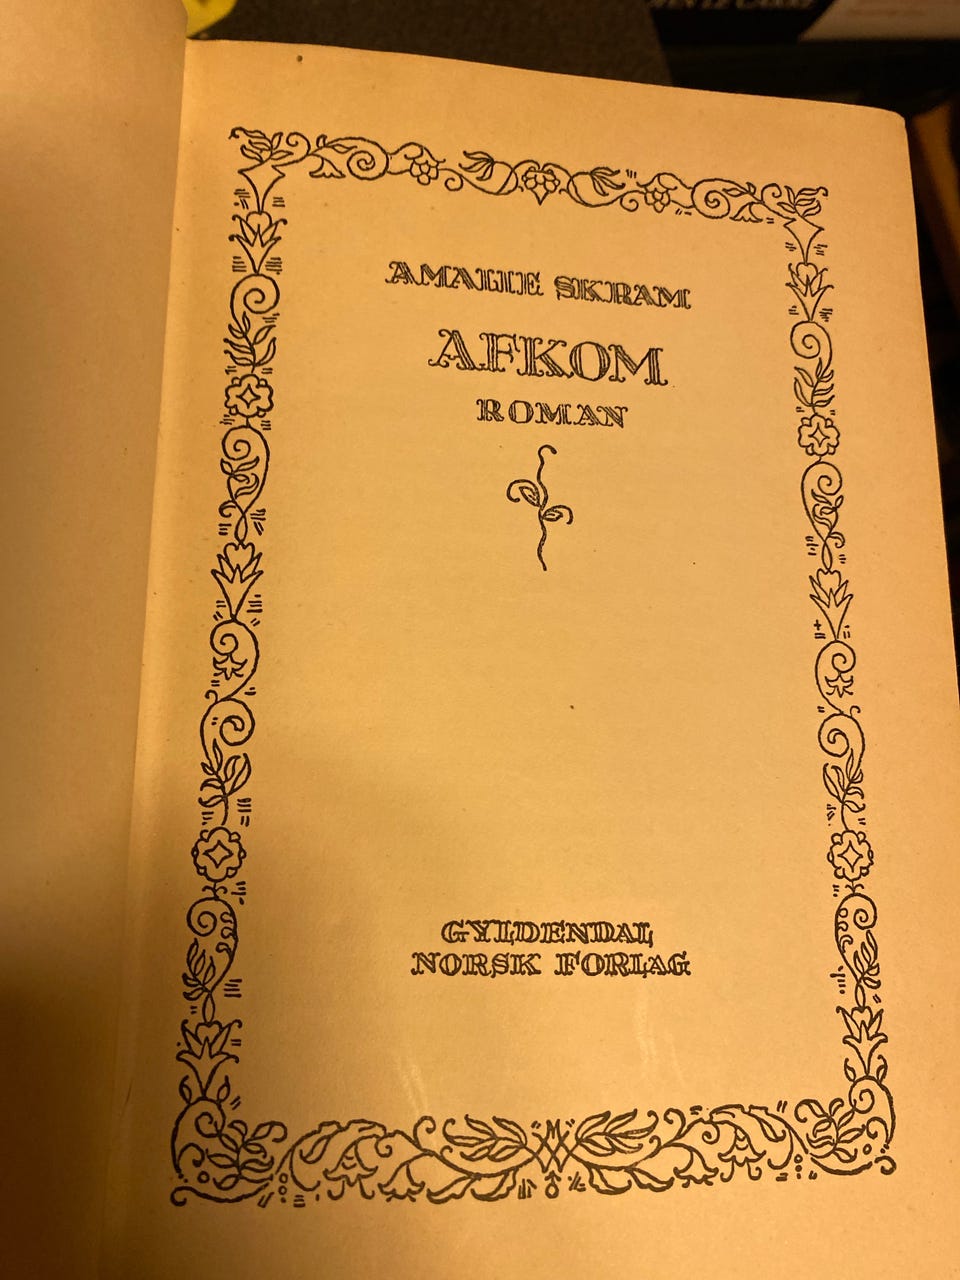 AMALIE SKRAM
AFKOM
ROMAN
GYLDENDAL
NORSK FORLAG